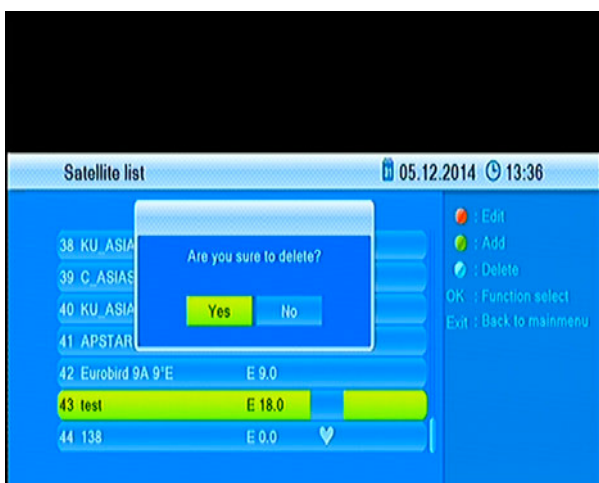 Satellite list
05.12.2014 13:36
: Edit
: Add
: Delete
OK : Function select
Exit : Back to mainmenu
38 KU_ASIA
39 C_ASIAS
40 KU_ASIA
41 APSTAR
42 Eurobird 9A 9°E E 9.0
43 test E 18.0
44 138 E 0.0
Are you sure to delete?
Yes No